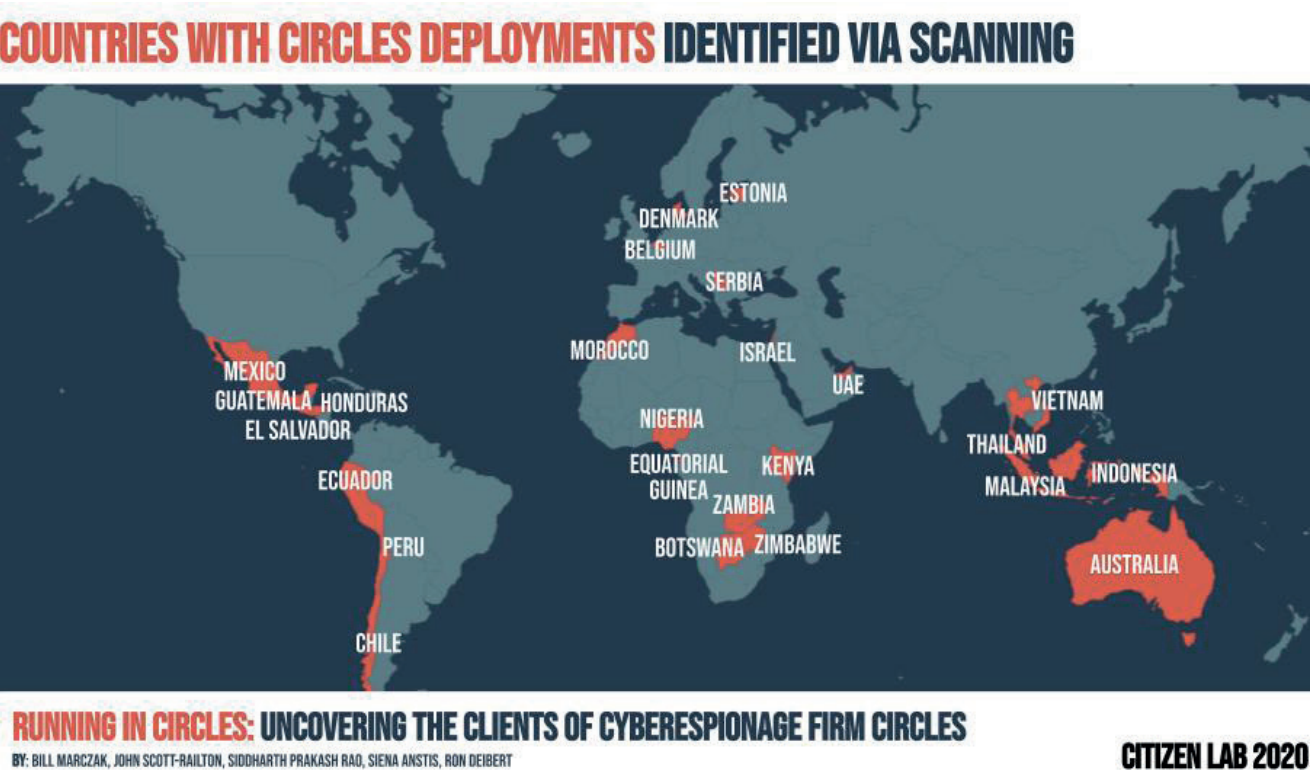 COUNTRIES WITH CIRCLES DEPLOYMENTS IDENTIFIED VIA SCANNING
ESTONIA
DENMARK
BELGIUM
SERBIA
MOROCCO
ISRAEL
UAE
MEXICO
GUATEMALA HONDURAS
EL SALVADOR
VIETNAM
NIGERIA
THAILAND
EQUATORIAL
GUINEA
KENYA
ECUADOR
INDONESIA
MALAYSIA
ZAMBIA
PERU
BOTSWANA ZIMBABWE
AUSTRALIA
CHILE
RUNNING IN CIRCLES: UNCOVERING THE CLIENTS OF CYBERESPIONAGE FIRM CIRCLES
BY: BILL MARCZAK, JOHN SCOTT-RAILTON, SIDDHARTH PRAKASH RAO, SIENA ANSTIS, RON DEIBERT
CITIZEN LAB 2020